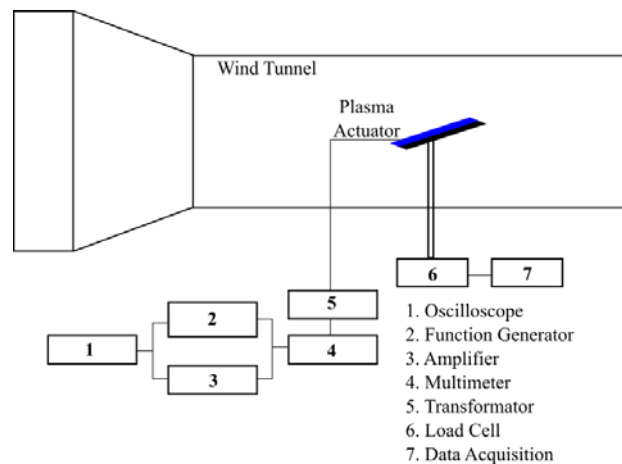 Wind Tunnel
Plasma
Actuator
6
7
5
2
1
4
3
1. Oscilloscope
2. Function Generator
3. Amplifier
4. Multimeter
5. Transformator
6. Load Cell
7. Data Acquisition